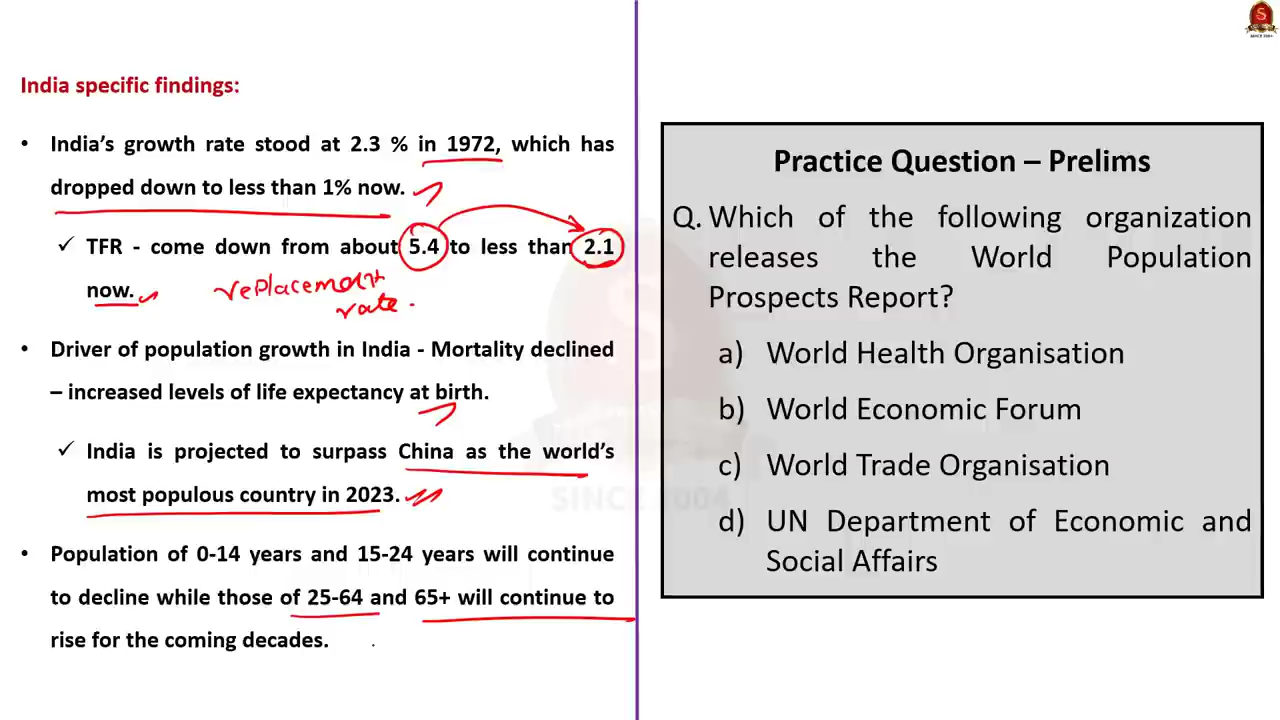 India specific findings:
• India's growth rate stood at 2.3 % in 1972, which has
dropped down to less than 1% now.
✓ TFR - come down from about 5.4 to less than 2.1
now.
replacement
rate.
• Driver of population growth in India - Mortality declined
– increased levels of life expectancy at birth.
✓ India is projected to surpass China as the world's
most populous country in 2023.
• Population of 0-14 years and 15-24 years will continue
to decline while those of 25-64 and 65+ will continue to
rise for the coming decades.
Practice Question – Prelims
Q. Which of the following organization
releases the World Population
Prospects Report?
a) World Health Organisation
b) World Economic Forum
c) World Trade Organisation
d) UN Department of Economic and
Social Affairs
S
SINCE 2004